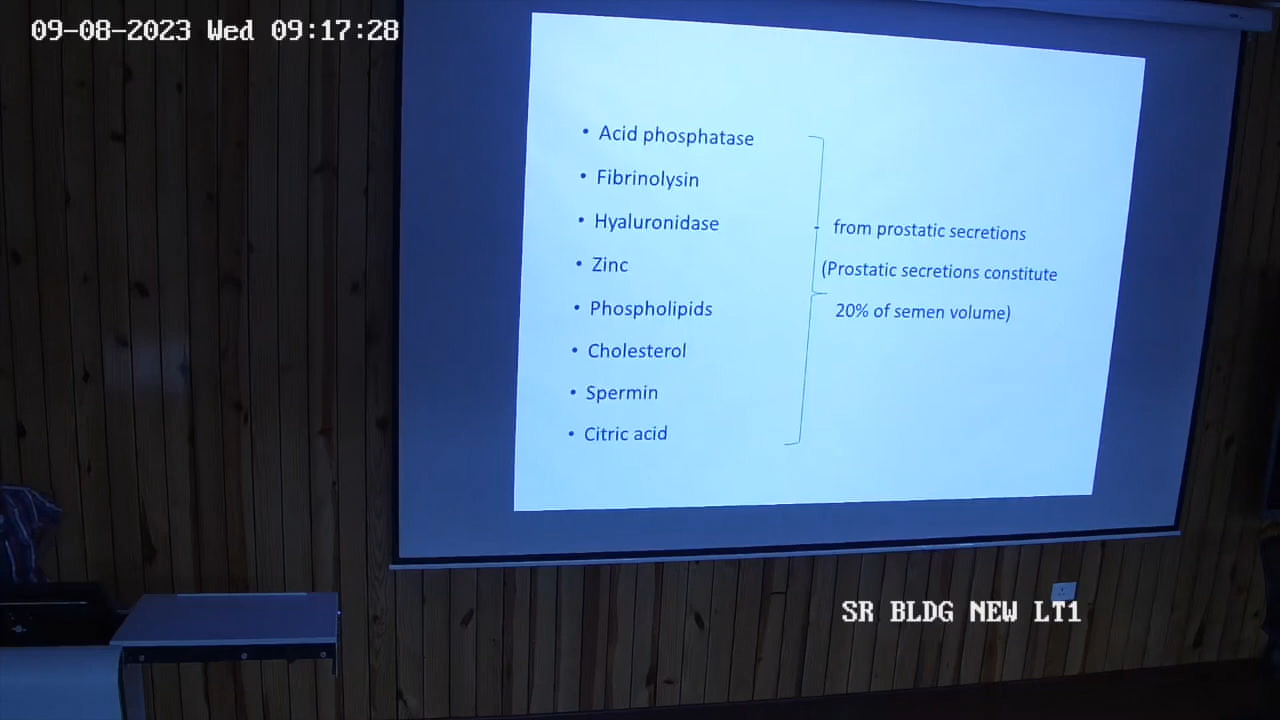 09-08-2023 Wed 09:17:28
• Acid phosphatase
• Fibrinolysin
• Hyaluronidase
• Zinc
• Phospholipids
• Cholesterol
• Spermin
• Citric acid
from prostatic secretions
(Prostatic secretions constitute
20% of semen volume)
SR BLDG NEW LT1